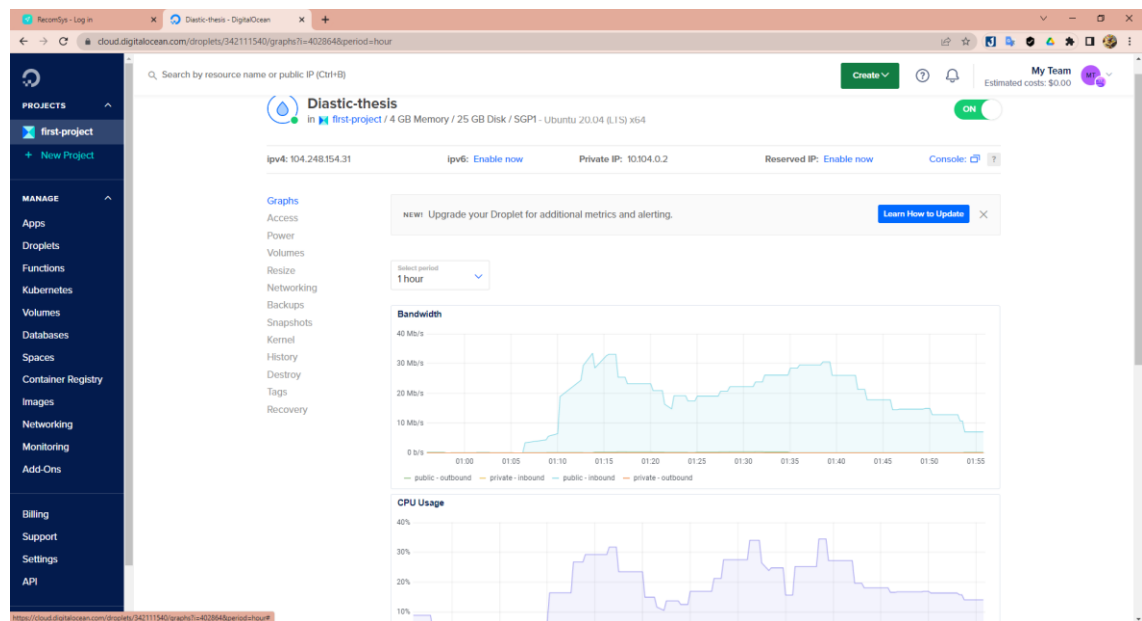 RecomSys - Log in
Diastic-thesis - DigitalOcean
cloud.digitalocean.com/droplets/342111540/graphs?i=402864&period=hour
Search by resource name or public IP (Ctrl+B)
Create
My Team
Estimated costs: $0.00
MT
PROJECTS
first-project
+ New Project
MANAGE
Apps
Droplets
Functions
Kubernetes
Volumes
Databases
Spaces
Container Registry
Images
Networking
Monitoring
Add-Ons
Billing
Support
Settings
API
Diastic-thesis
in first-project / 4 GB Memory / 25 GB Disk / SGP1 - Ubuntu 20.04 (LTS) x64
ON
ipv4: 104.248.154.31 ipv6: Enable now Private IP: 10.104.0.2 Reserved IP: Enable now Console: ?
Graphs
Access
Power
Volumes
Resize
Networking
Backups
Snapshots
Kernel
History
Destroy
Tags
Recovery
NEW! Upgrade your Droplet for additional metrics and alerting.
Learn How to Update
Select period
1 hour
Bandwidth
40 Mb/s
30 Mb/s
20 Mb/s
10 Mb/s
0 b/s
01:00 01:05 01:10 01:15 01:20 01:25 01:30 01:35 01:40 01:45 01:50 01:55
public - outbound private - inbound public - inbound private - outbound
CPU Usage
40%
30%
20%
10%
https://cloud.digitalocean.com/droplets/342111540/graphs?i=402864&period=hour#